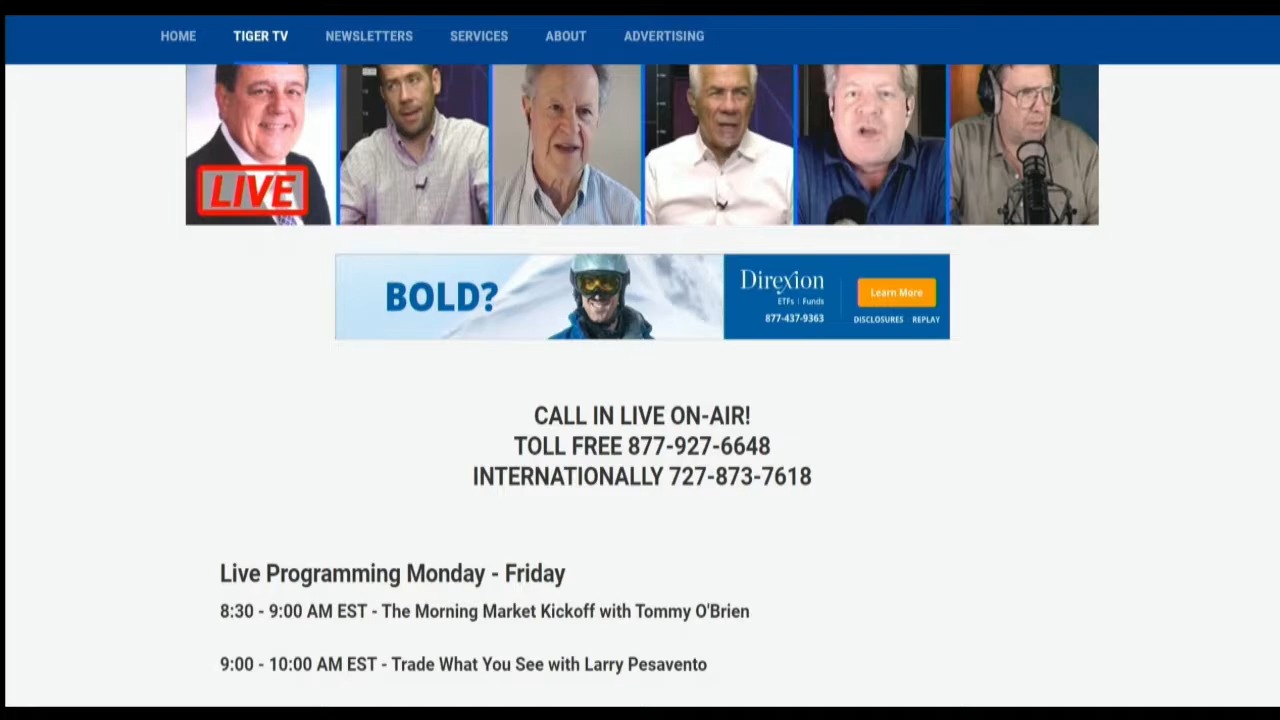 HOME TIGER TV NEWSLETTERS SERVICES ABOUT ADVERTISING
LIVE
BOLD?
Direxion
ETFs | Funds
877-437-9363
Learn More
DISCLOSURES REPLAY
CALL IN LIVE ON-AIR!
TOLL FREE 877-927-6648
INTERNATIONALLY 727-873-7618
Live Programming Monday - Friday
8:30 - 9:00 AM EST - The Morning Market Kickoff with Tommy O'Brien
9:00 - 10:00 AM EST - Trade What You See with Larry Pesavento